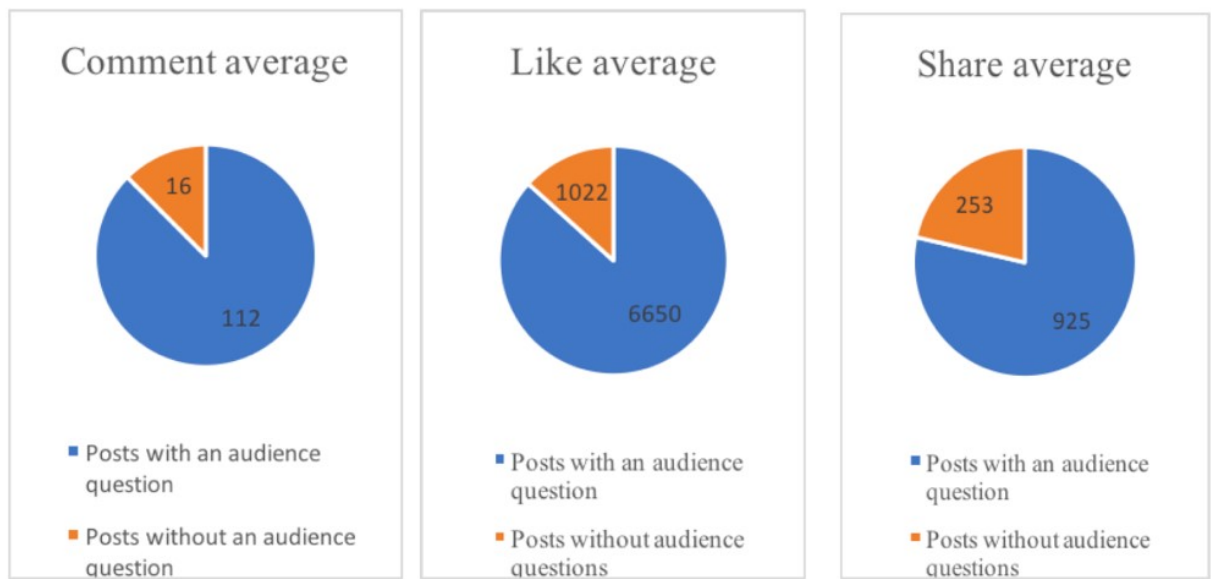 Comment average
16
112
Posts with an audience
question
Posts without an audience
question
Like average
1022
6650
Posts with an audience
question
Posts without audience
questions
Share average
253
925
Posts with an audience
question
Posts without audience
questions